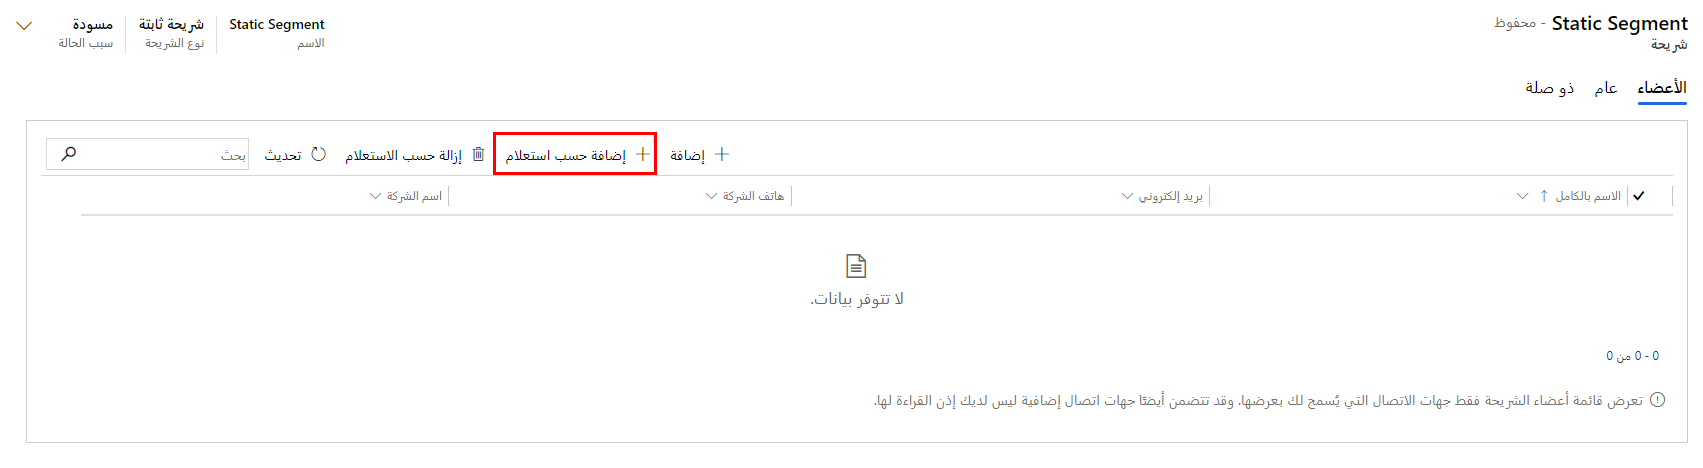 Static Segment - محفوظ
شريحة
Static Segment
الاسم
شريحة ثابتة
نوع الشريحة
مسودة
سبب الحالة
الأعضاء عام ذو صلة
إضافة إضافة حسب استعلام إزالة حسب الاستعلام تحديث بحث
الاسم بالكامل بريد إلكتروني هاتف الشركة اسم الشركة
لا تتوفر بيانات.
0 - 0 من 0
تعرض قائمة أعضاء الشريحة فقط جهات الاتصال التي يُسمح لك بعرضها. وقد تتضمن أيضًا جهات اتصال إضافية ليس لديك إذن القراءة لها.